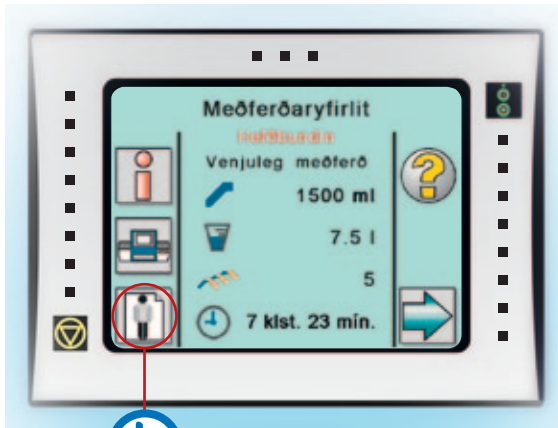 Meðferðaryfirlit
Venjuleg meðferð
1500 ml
7.5 l
5
7 klst. 23 mín.